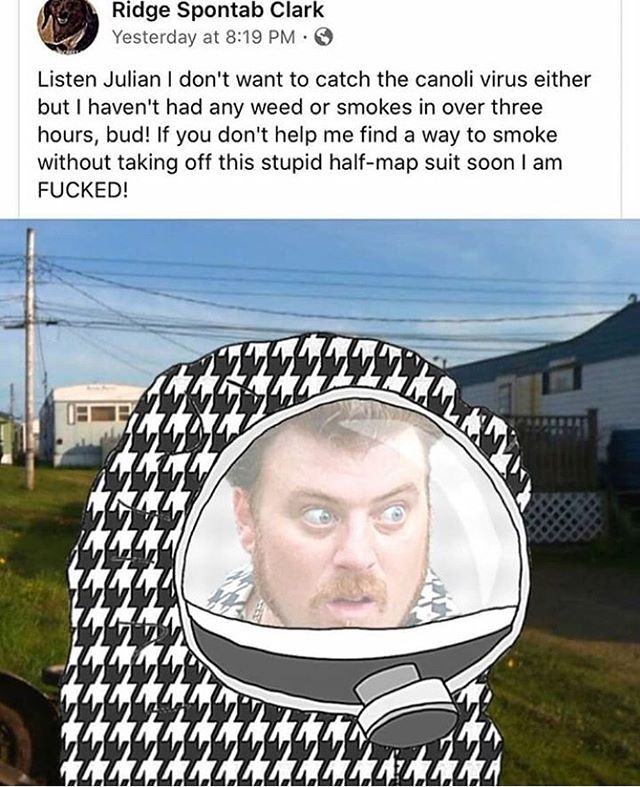 Ridge Spontab Clark
Yesterday at 8:19 PM ·
Listen Julian I don't want to catch the canoli virus either
but I haven't had any weed or smokes in over three
hours, bud! If you don't help me find a way to smoke
without taking off this stupid half-map suit soon I am
FUCKED!